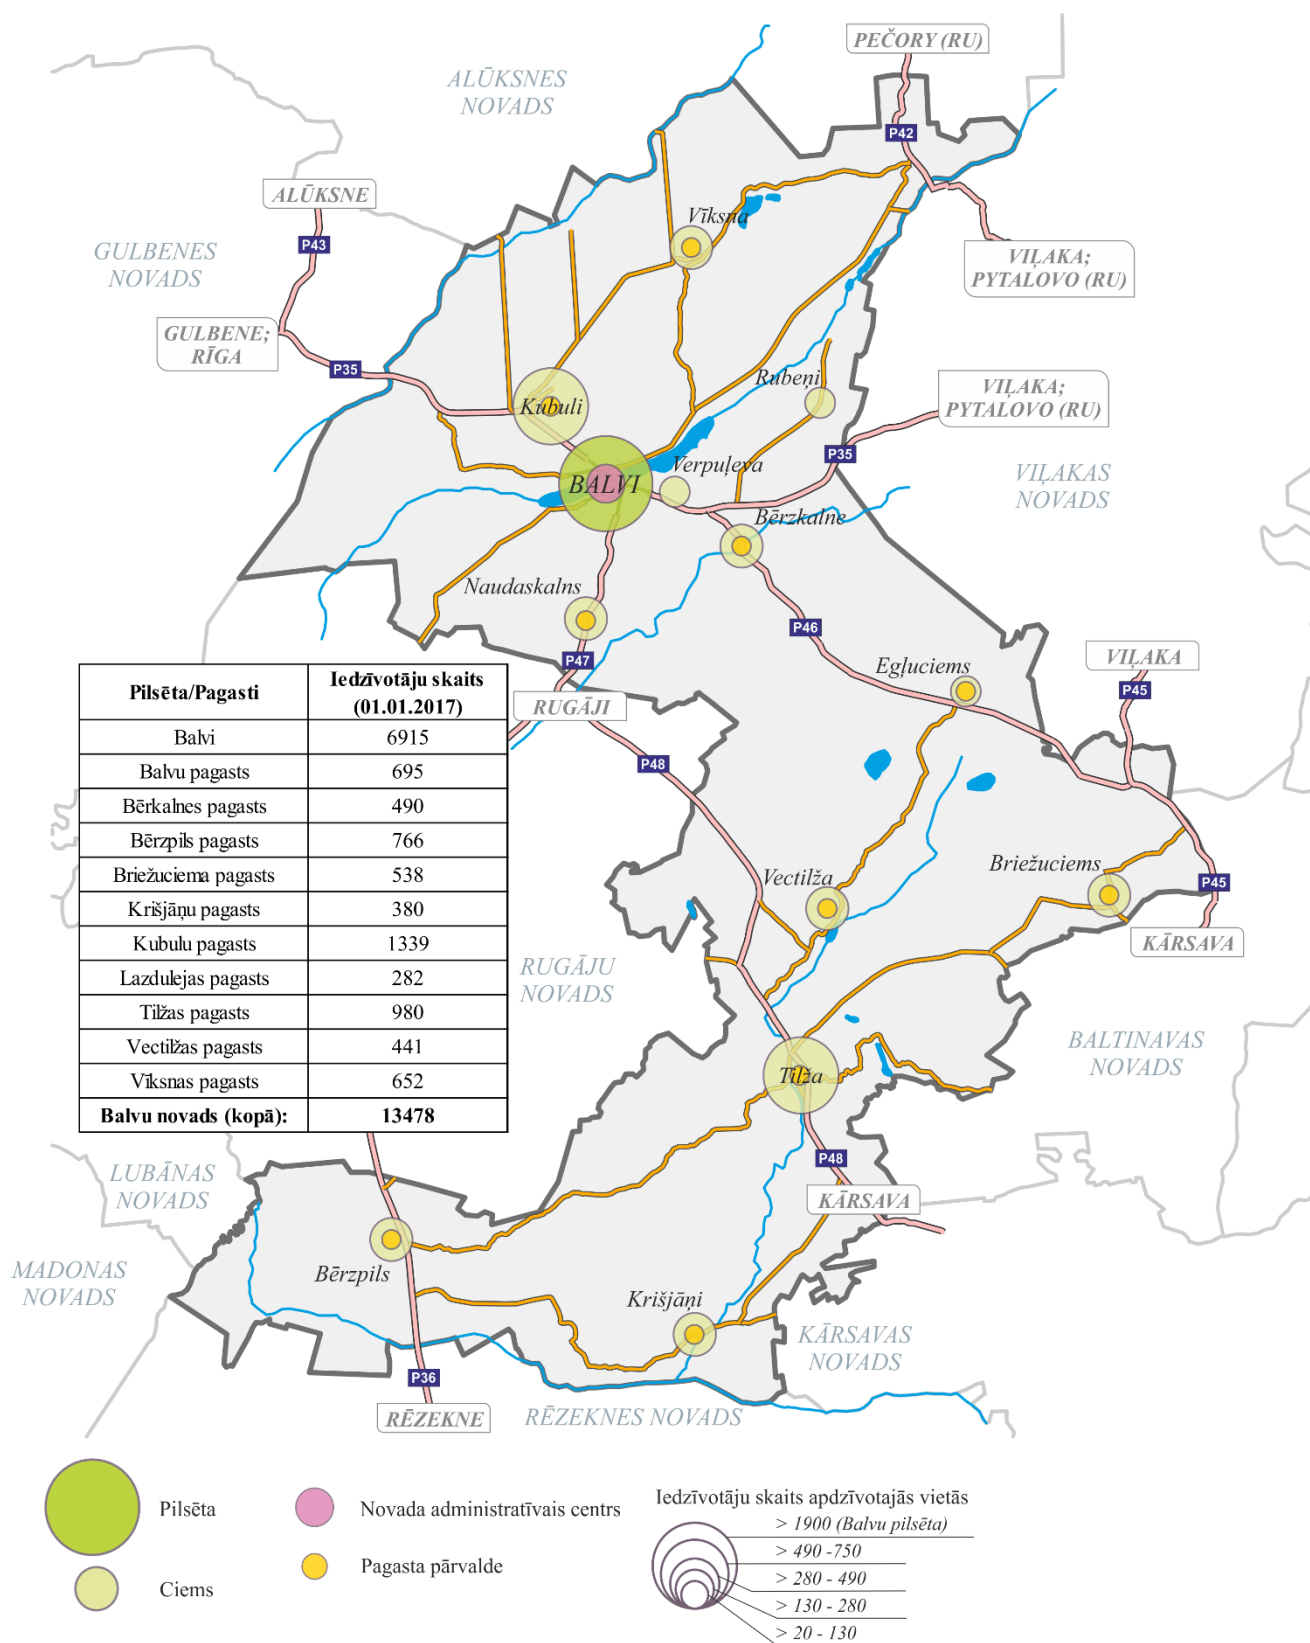 PEČORY (RU)
ALŪKSNES
NOVADS
P42
ALŪKSNE
Vīksna
P43
GULBENES
NOVADS
VIĻAKA;
PYTALOVO (RU)
GULBENE;
RĪGA
P35
Rubeņi
VIĻAKA;
PYTALOVO (RU)
Kubuli
P35
Verpuļeva
VIĻAKAS
NOVADS
BALVI
Bērzkalne
Naudaskalns
P46
P47
Egļuciems
VIĻAKA
P45
RUGĀJI
P48
Pilsēta/Pagasti
Iedzīvotāju skaits
(01.01.2017)
Balvi 6915
Balvu pagasts 695
Bērkalnes pagasts 490
Bērzpils pagasts 766
Briežuciema pagasts 538
Krišjāņu pagasts 380
Kubulu pagasts 1339
Lazdulejas pagasts 282
Tilžas pagasts 980
Vectilžas pagasts 441
Vīksnas pagasts 652
Balvu novads (kopā): 13478
Briežuciems
Vectilža
P45
KĀRSAVA
RUGĀJU
NOVADS
BALTINAVAS
NOVADS
Tilža
P48
LUBĀNAS
NOVADS
KĀRSAVA
MADONAS
NOVADS
Bērzpils
Krišjāņi
KĀRSAVAS
NOVADS
P36
RĒZEKNE
RĒZEKNES NOVADS
Pilsēta
Ciems
Novada administratīvais centrs
Pagasta pārvalde
Iedzīvotāju skaits apdzīvotajās vietās
> 1900 (Balvu pilsēta)
> 490 -750
> 280 - 490
> 130 - 280
> 20 - 130